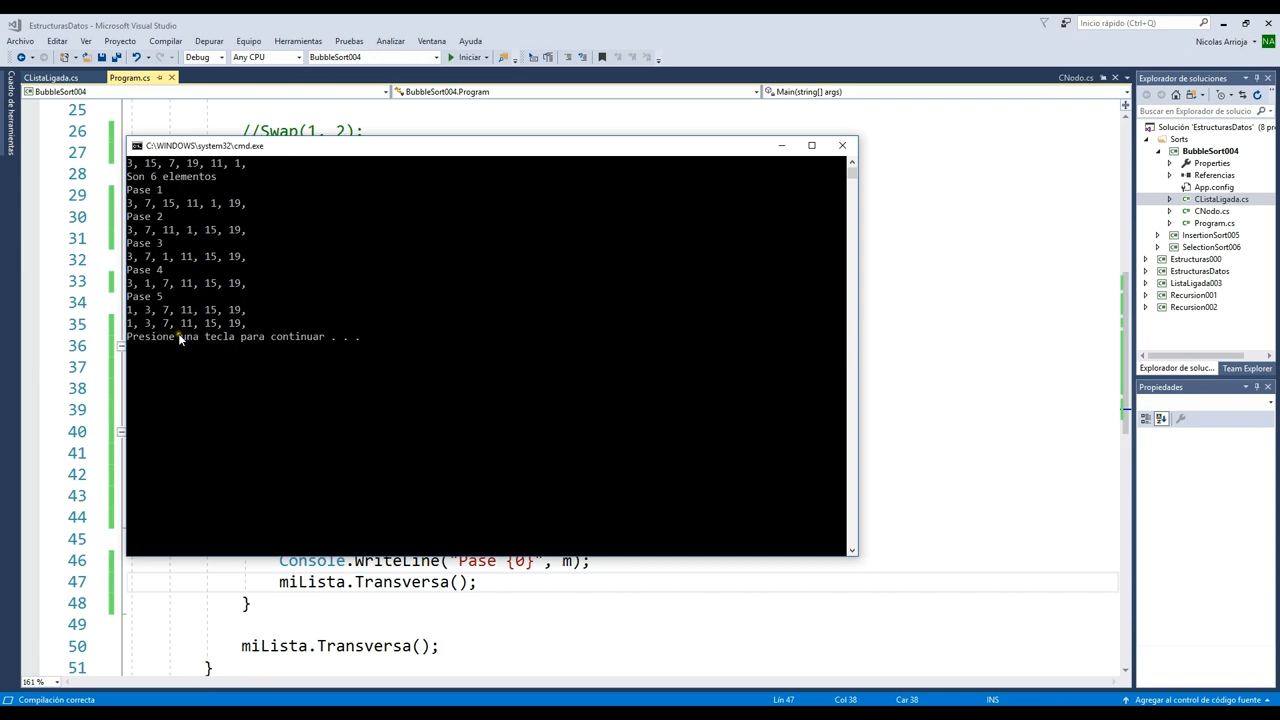 EstructurasDatos - Microsoft Visual Studio
Inicio rápido (Ctrl+Q)
Archivo Editar Ver Proyecto Compilar Depurar Equipo Herramientas Pruebas Analizar Ventana Ayuda
Nicolas Arrioja NA
Debug Any CPU BubbleSort004 Iniciar
Cuadro de herramientas
CListaLigada.cs Program.cs CNodo.cs
BubbleSort004 BubbleSort004.Program Main(string[] args)
25
26 //Swap(1, 2);
27
28
29
30
31
32
33
34
35
36
37
38
39
40
41
42
43
44
45
46 Console.WriteLine("Pase {0}", m);
47 miLista.Transversa();
48 }
49
50 miLista.Transversa();
51 }
161 %
C:\WINDOWS\system32\cmd.exe
3, 15, 7, 19, 11, 1,
Son 6 elementos
Pase 1
3, 7, 15, 11, 1, 19,
Pase 2
3, 7, 11, 1, 15, 19,
Pase 3
3, 7, 1, 11, 15, 19,
Pase 4
3, 1, 7, 11, 15, 19,
Pase 5
1, 3, 7, 11, 15, 19,
1, 3, 7, 11, 15, 19,
Presione una tecla para continuar . . .
Explorador de soluciones
Buscar en Explorador de solucio
Solución 'EstructurasDatos' (8 pr
Sorts
BubbleSort004
Properties
Referencias
App.config
CListaLigada.cs
CNodo.cs
Program.cs
InsertionSort005
SelectionSort006
Estructuras000
EstructurasDatos
ListaLigada003
Recursion001
Recursion002
Explorador de soluc... Team Explorer
Propiedades
Compilación correcta Lín 47 Col 38 Car 38 INS Agregar al control de código fuente